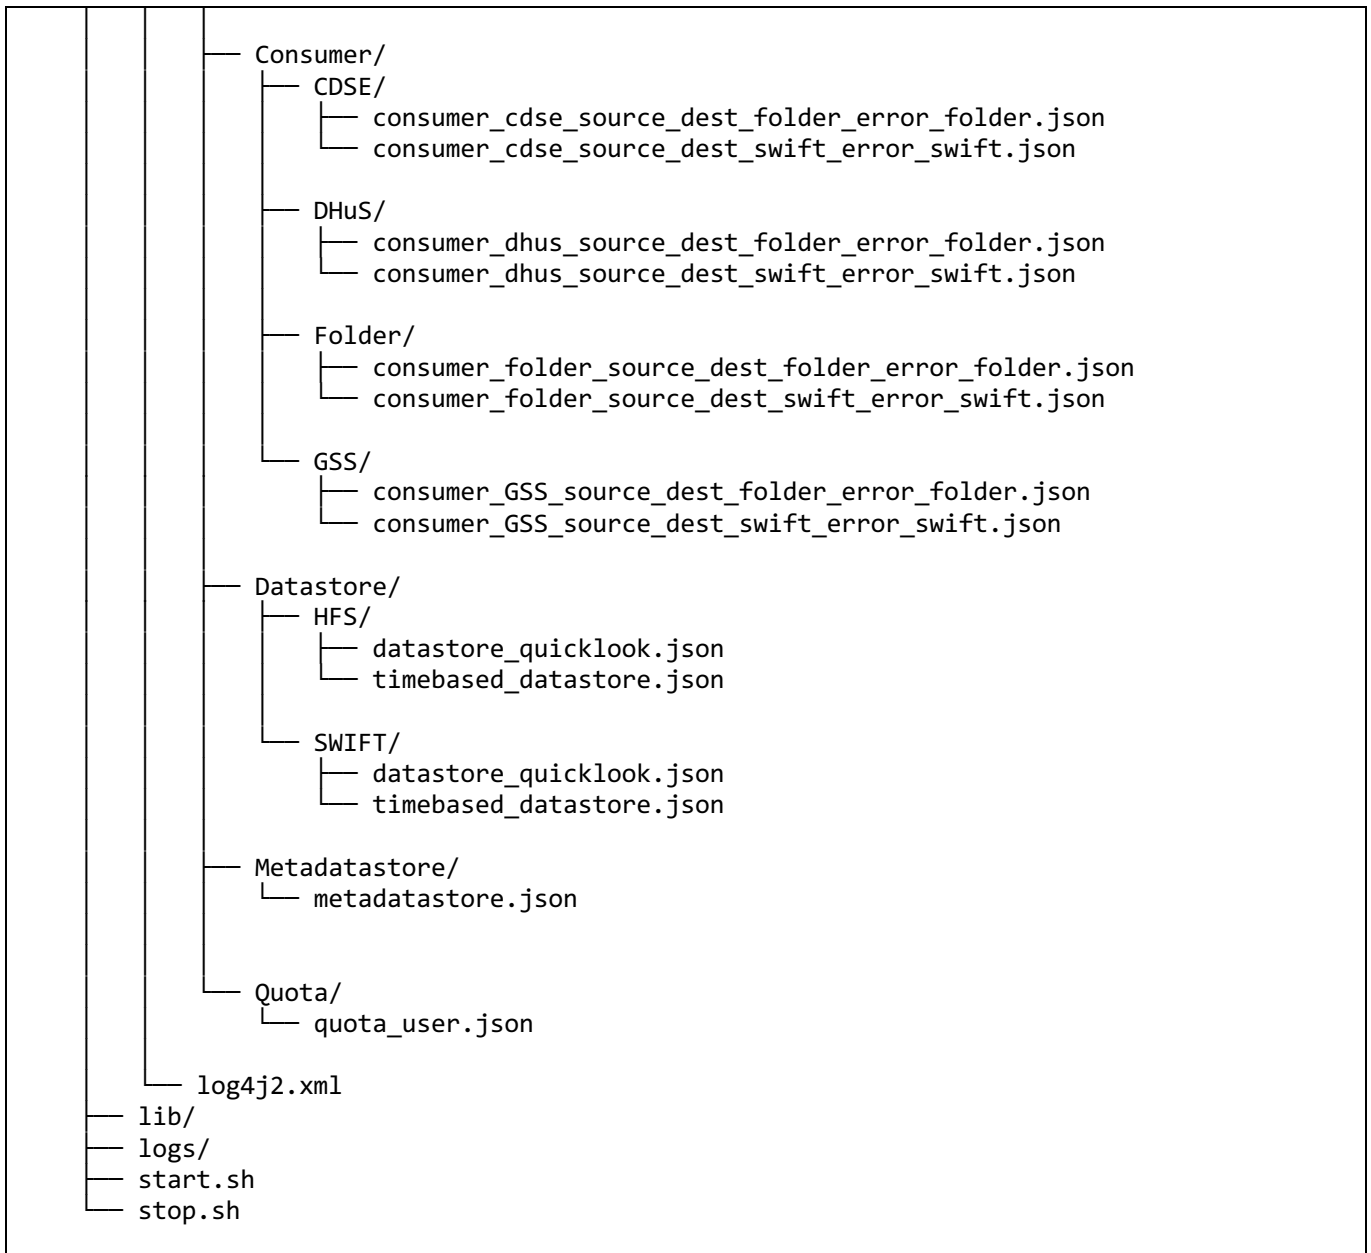 Consumer/
CDSE/
consumer_cdse_source_dest_folder_error_folder.json
consumer_cdse_source_dest_swift_error_swift.json
DHuS/
consumer_dhus_source_dest_folder_error_folder.json
consumer_dhus_source_dest_swift_error_swift.json
Folder/
consumer_folder_source_dest_folder_error_folder.json
consumer_folder_source_dest_swift_error_swift.json
GSS/
consumer_GSS_source_dest_folder_error_folder.json
consumer_GSS_source_dest_swift_error_swift.json
Datastore/
HFS/
datastore_quicklook.json
timebased_datastore.json
SWIFT/
datastore_quicklook.json
timebased_datastore.json
Metadatastore/
metadatastore.json
Quota/
quota_user.json
log4j2.xml
lib/
logs/
start.sh
stop.sh